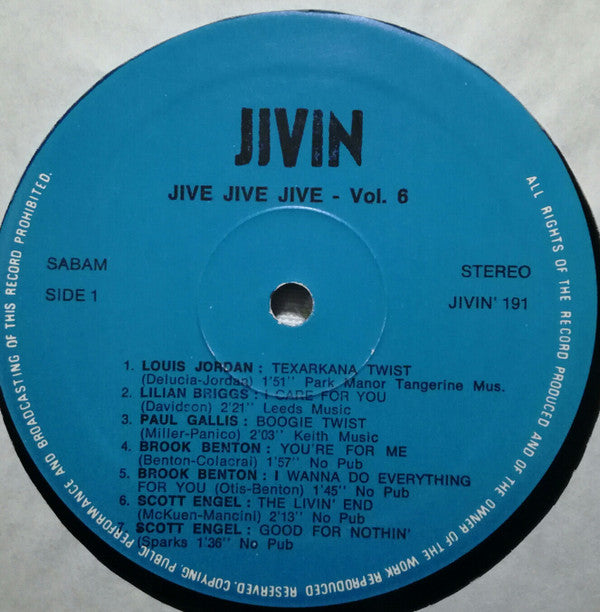 JIVIN
JIVE JIVE JIVE - Vol. 6
SABAM
SIDE 1
STEREO
JIVIN' 191
1. LOUIS JORDAN : TEXARKANA TWIST
(Delucia-Jordan) 1'51'' Park Manor Tangerine Mus.
2. LILIAN BRIGGS : I CARE FOR YOU
(Davidson) 2'21'' Leeds Music
3. PAUL GALLIS : BOOGIE TWIST
(Miller-Panico) 2'03'' Keith Music
4. BROOK BENTON : YOU'RE FOR ME
(Benton-Colacrai) 1'57'' No Pub
5. BROOK BENTON : I WANNA DO EVERYTHING
FOR YOU (Otis-Benton) 1'45'' No Pub
6. SCOTT ENGEL : THE LIVIN' END
(McKuen-Mancini) 2'13'' No Pub
7. SCOTT ENGEL : GOOD FOR NOTHIN'
(Sparks 1'36'' No Pub
ALL RIGHTS OF THE RECORD PRODUCED AND OF THE OWNER OF THE WORK REPRODUCED RESERVED. COPYING, PUBLIC PERFORMANCE AND BROADCASTING OF THIS RECORD PROHIBITED.